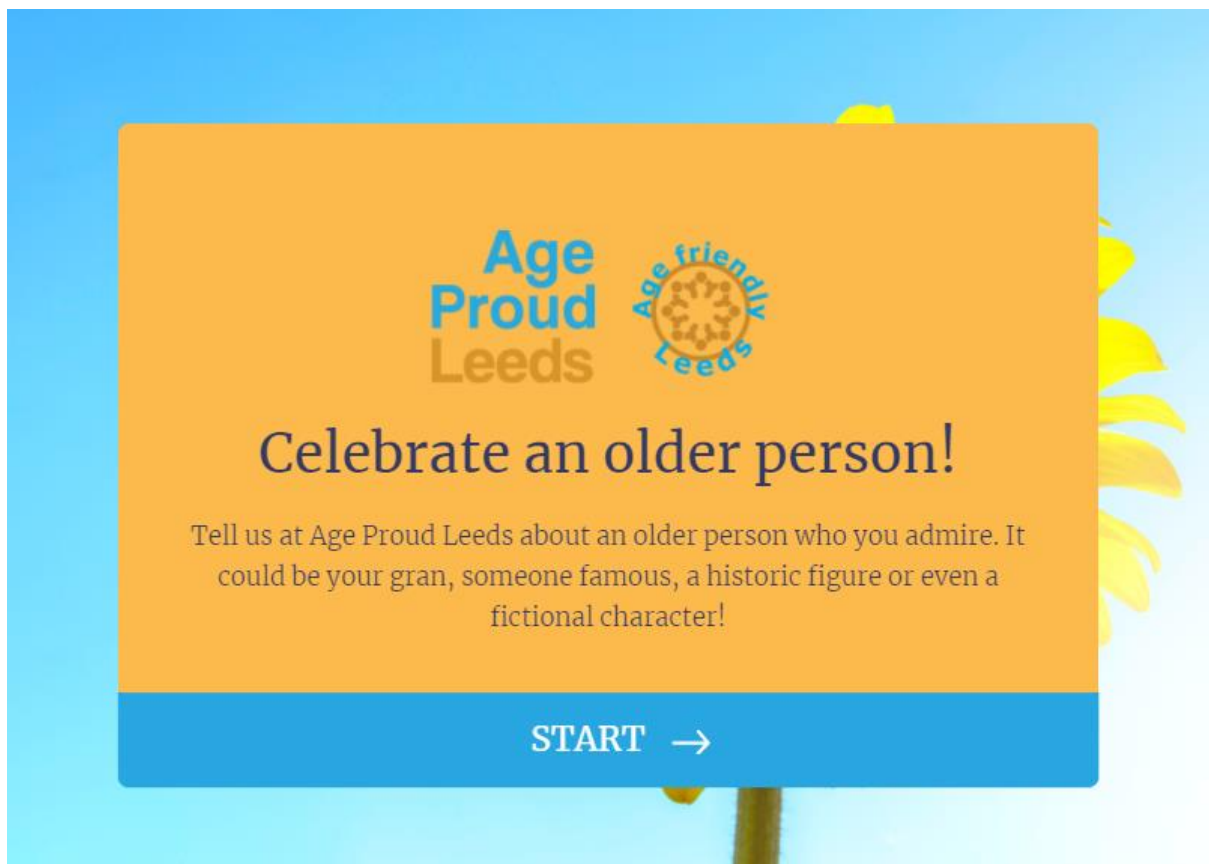 Age
Proud
Leeds
Age friendly
Leeds
Celebrate an older person!
Tell us at Age Proud Leeds about an older person who you admire. It
could be your gran, someone famous, a historic figure or even a
fictional character!
START →